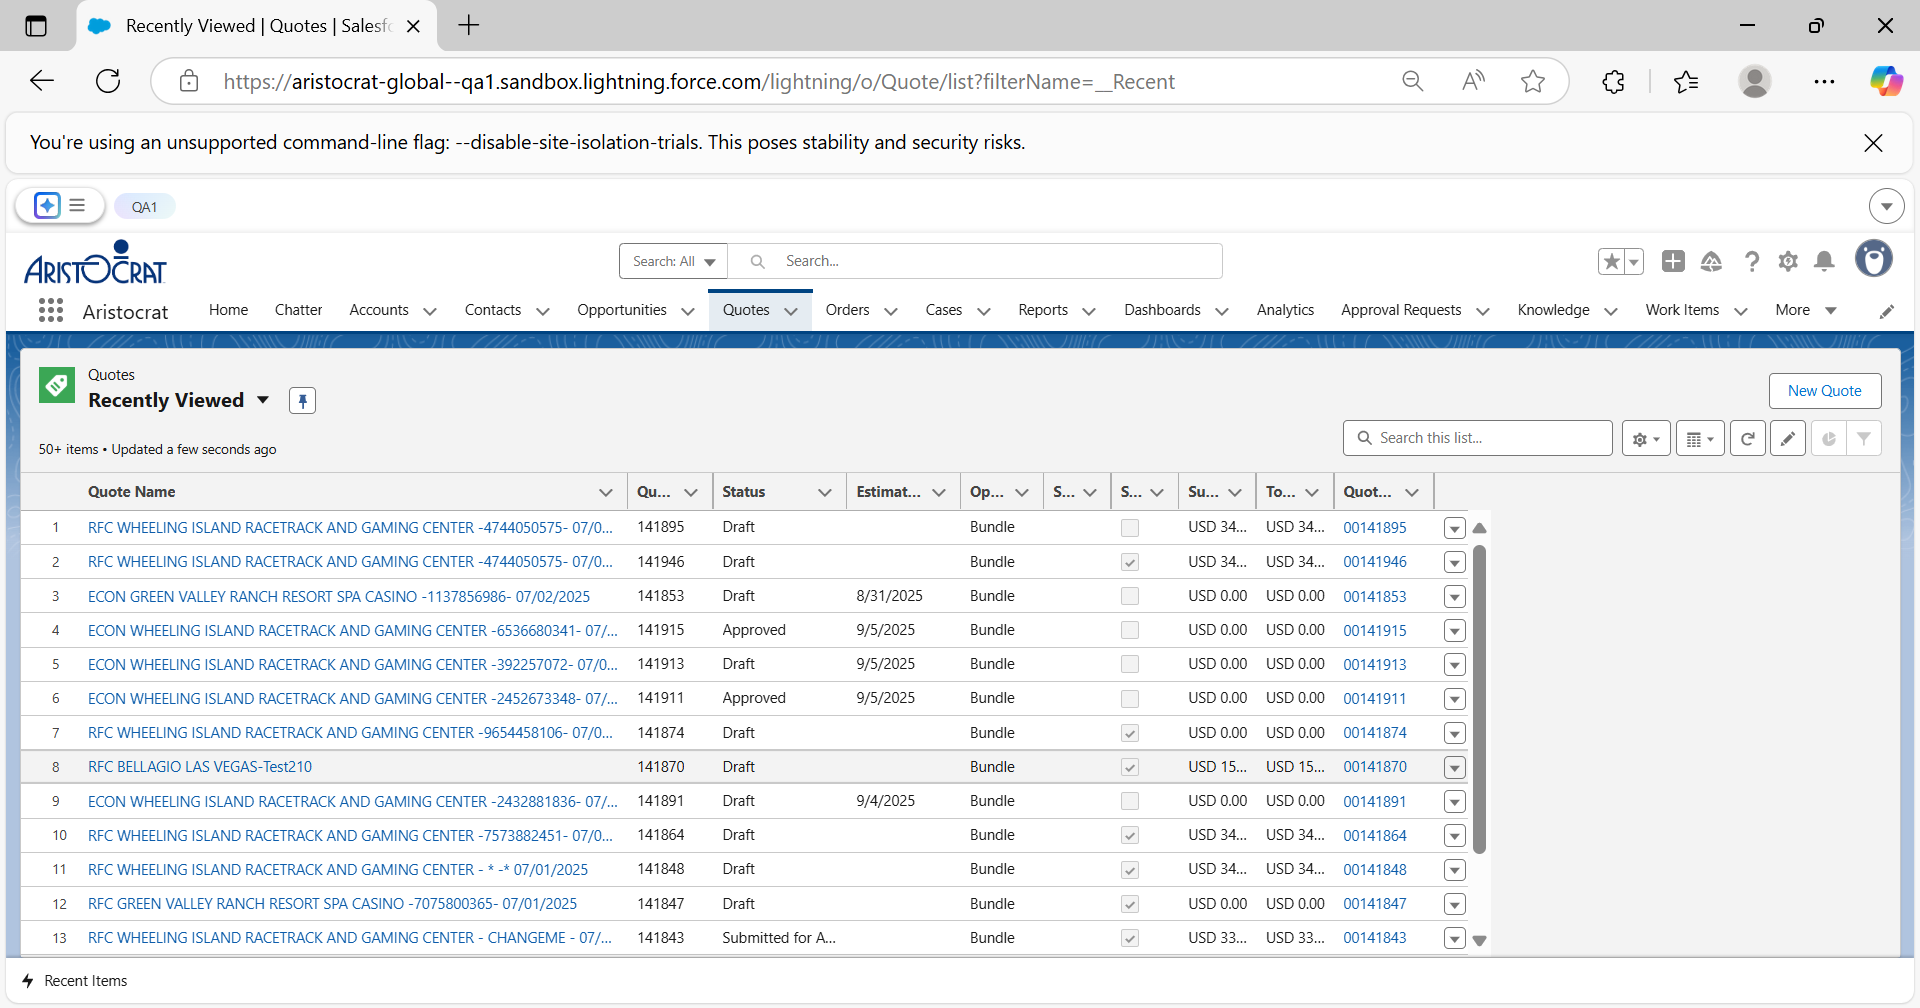 Recently Viewed | Quotes | Salesfo
https://aristocrat-global--qa1.sandbox.lightning.force.com/lightning/o/Quote/list?filterName=__Recent
You're using an unsupported command-line flag: --disable-site-isolation-trials. This poses stability and security risks.
QA1
ARISTOCRAT
Search: All Search...
Aristocrat Home Chatter Accounts Contacts Opportunities Quotes Orders Cases Reports Dashboards Analytics Approval Requests Knowledge Work Items More
Quotes
Recently Viewed
New Quote
50+ items • Updated a few seconds ago
Search this list...
Quote Name Qu... Status Estimat... Op... S... S... Su... To... Quot...
1 RFC WHEELING ISLAND RACETRACK AND GAMING CENTER -4744050575- 07/0... 141895 Draft Bundle USD 34... USD 34... 00141895
2 RFC WHEELING ISLAND RACETRACK AND GAMING CENTER -4744050575- 07/0... 141946 Draft Bundle USD 34... USD 34... 00141946
3 ECON GREEN VALLEY RANCH RESORT SPA CASINO -1137856986- 07/02/2025 141853 Draft 8/31/2025 Bundle USD 0.00 USD 0.00 00141853
4 ECON WHEELING ISLAND RACETRACK AND GAMING CENTER -6536680341- 07/... 141915 Approved 9/5/2025 Bundle USD 0.00 USD 0.00 00141915
5 ECON WHEELING ISLAND RACETRACK AND GAMING CENTER -392257072- 07/0... 141913 Draft 9/5/2025 Bundle USD 0.00 USD 0.00 00141913
6 ECON WHEELING ISLAND RACETRACK AND GAMING CENTER -2452673348- 07/... 141911 Approved 9/5/2025 Bundle USD 0.00 USD 0.00 00141911
7 RFC WHEELING ISLAND RACETRACK AND GAMING CENTER -9654458106- 07/0... 141874 Draft Bundle USD 0.00 USD 0.00 00141874
8 RFC BELLAGIO LAS VEGAS-Test210 141870 Draft Bundle USD 15... USD 15... 00141870
9 ECON WHEELING ISLAND RACETRACK AND GAMING CENTER -2432881836- 07/... 141891 Draft 9/4/2025 Bundle USD 0.00 USD 0.00 00141891
10 RFC WHEELING ISLAND RACETRACK AND GAMING CENTER -7573882451- 07/0... 141864 Draft Bundle USD 34... USD 34... 00141864
11 RFC WHEELING ISLAND RACETRACK AND GAMING CENTER - * -* 07/01/2025 141848 Draft Bundle USD 34... USD 34... 00141848
12 RFC GREEN VALLEY RANCH RESORT SPA CASINO -7075800365- 07/01/2025 141847 Draft Bundle USD 0.00 USD 0.00 00141847
13 RFC WHEELING ISLAND RACETRACK AND GAMING CENTER - CHANGEME - 07/... 141843 Submitted for A... Bundle USD 33... USD 33... 00141843
Recent Items